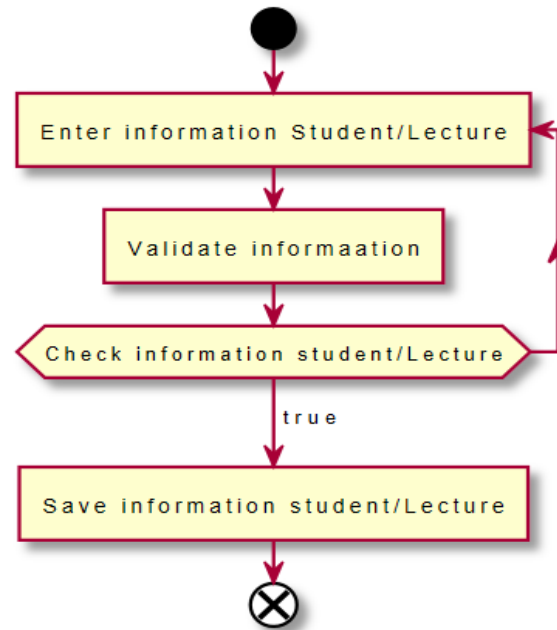 Enter information Student/Lecture
Validate informaation
Check information student/Lecture
true
Save information student/Lecture